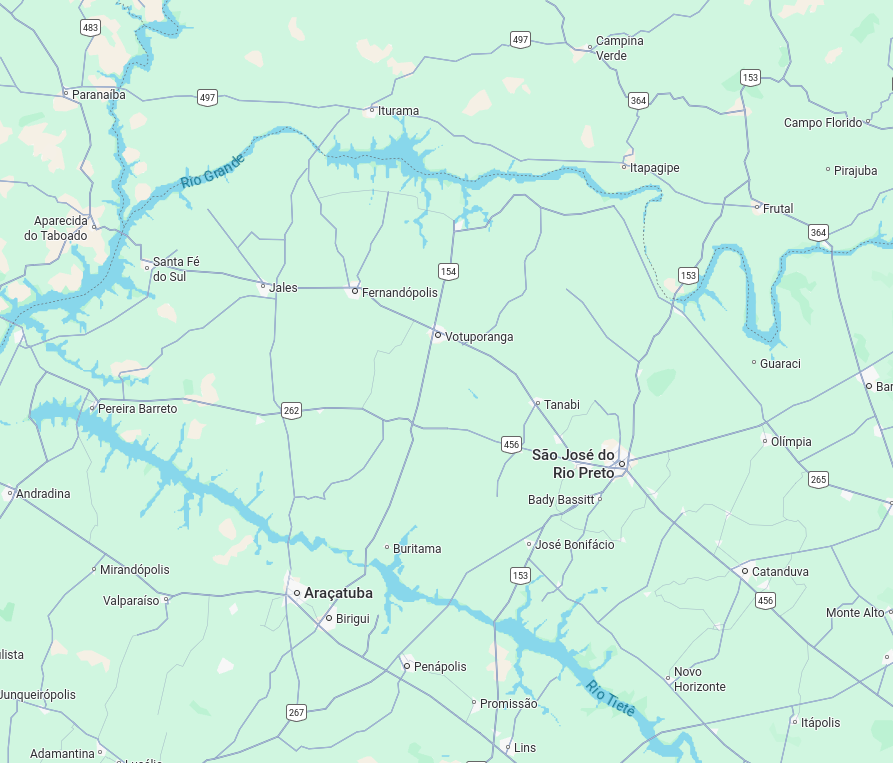 483
497
Campina
Verde
Paranaíba
497
153
364
Iturama
Campo Florido
Rio Grande
Itapagipe
Pirajuba
Aparecida
do Taboado
Frutal
364
Santa Fé
do Sul
154
153
Jales
Fernandópolis
Votuporanga
Guaraci
Bar
Pereira Barreto
262
Tanabi
456
São José do
Rio Preto
Olímpia
265
Andradina
Bady Bassitt
Buritama
José Bonifácio
Mirandópolis
153
Catanduva
Valparaíso
Araçatuba
456
Birigui
Monte Alto
lista
Penápolis
Novo
Horizonte
Junqueirópolis
Rio Tietê
Promissão
267
Itápolis
Adamantina
Lins